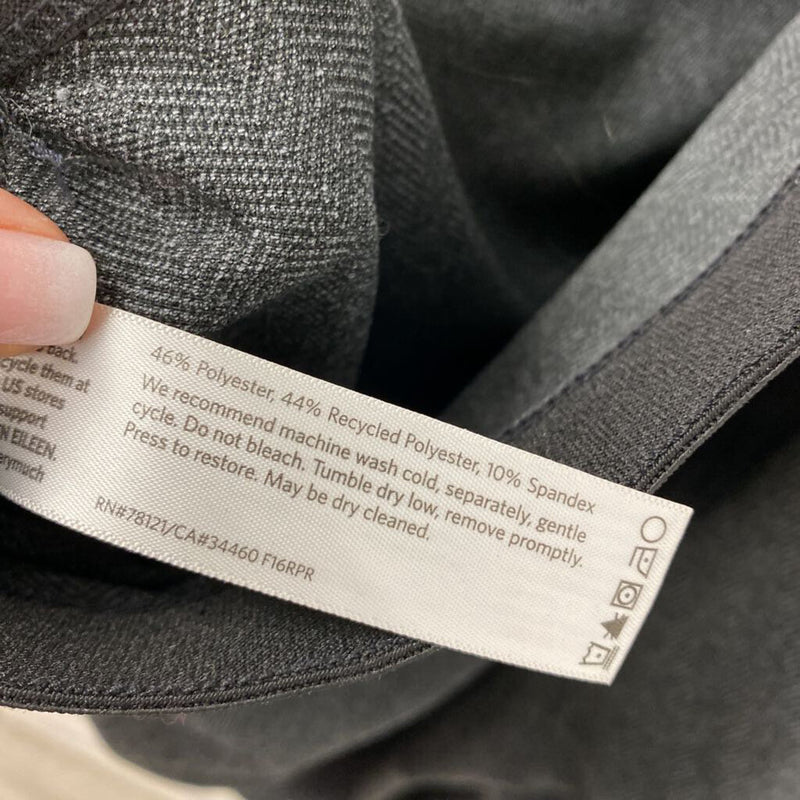 back.
cycle them at
US stores
support
EILEEN.
verymuch
46% Polyester, 44% Recycled Polyester, 10% Spandex
We recommend machine wash cold, separately, gentle
cycle. Do not bleach. Tumble dry low, remove promptly.
Press to restore. May be dry cleaned.
RN#78121/CA#34460 F16RPR